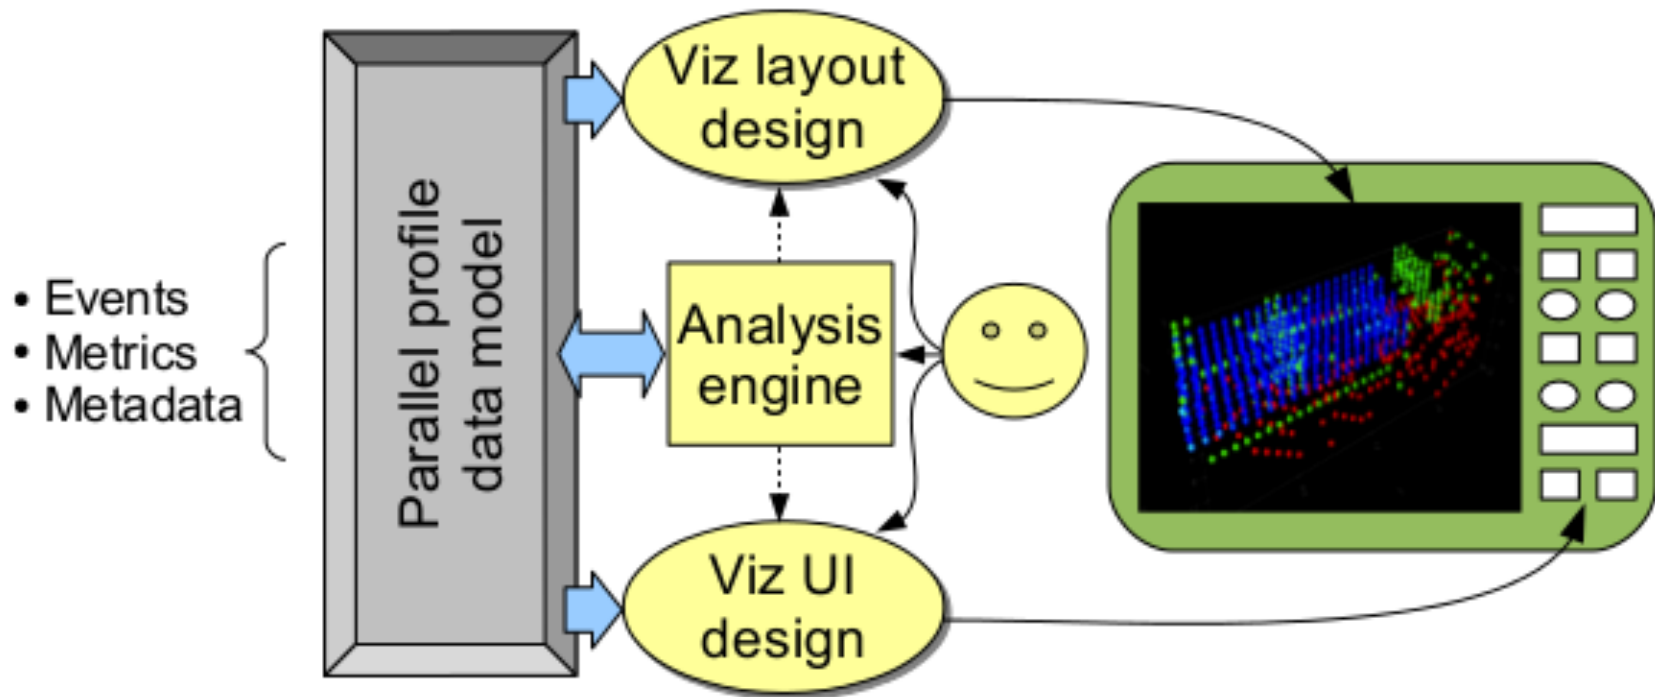 • Events
• Metrics
• Metadata
Parallel profile
data model
Viz layout
design
Analysis
engine
Viz UI
design